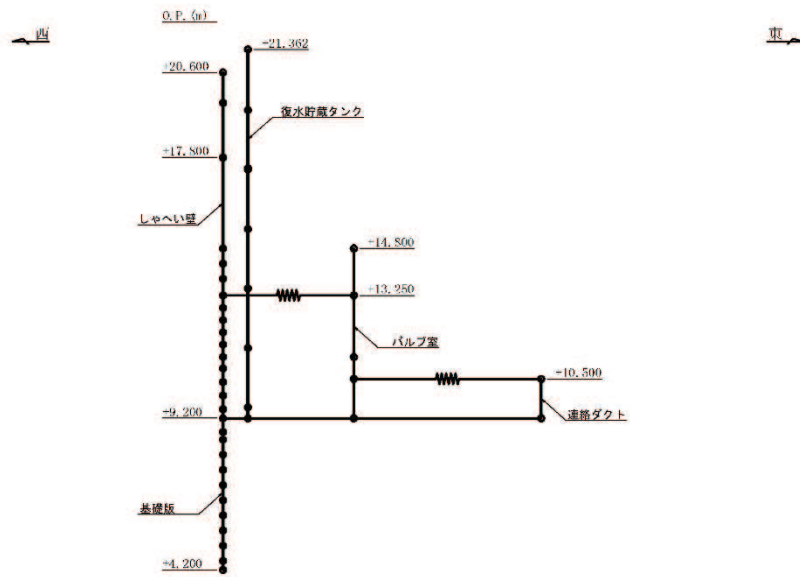 O.P.(m)
西
東
+21.362
+20.600
復水貯蔵タンク
+17.800
しゃへい壁
+14.800
+13.250
バルブ室
+10.500
+9.200
連絡ダクト
基礎版
+4.200